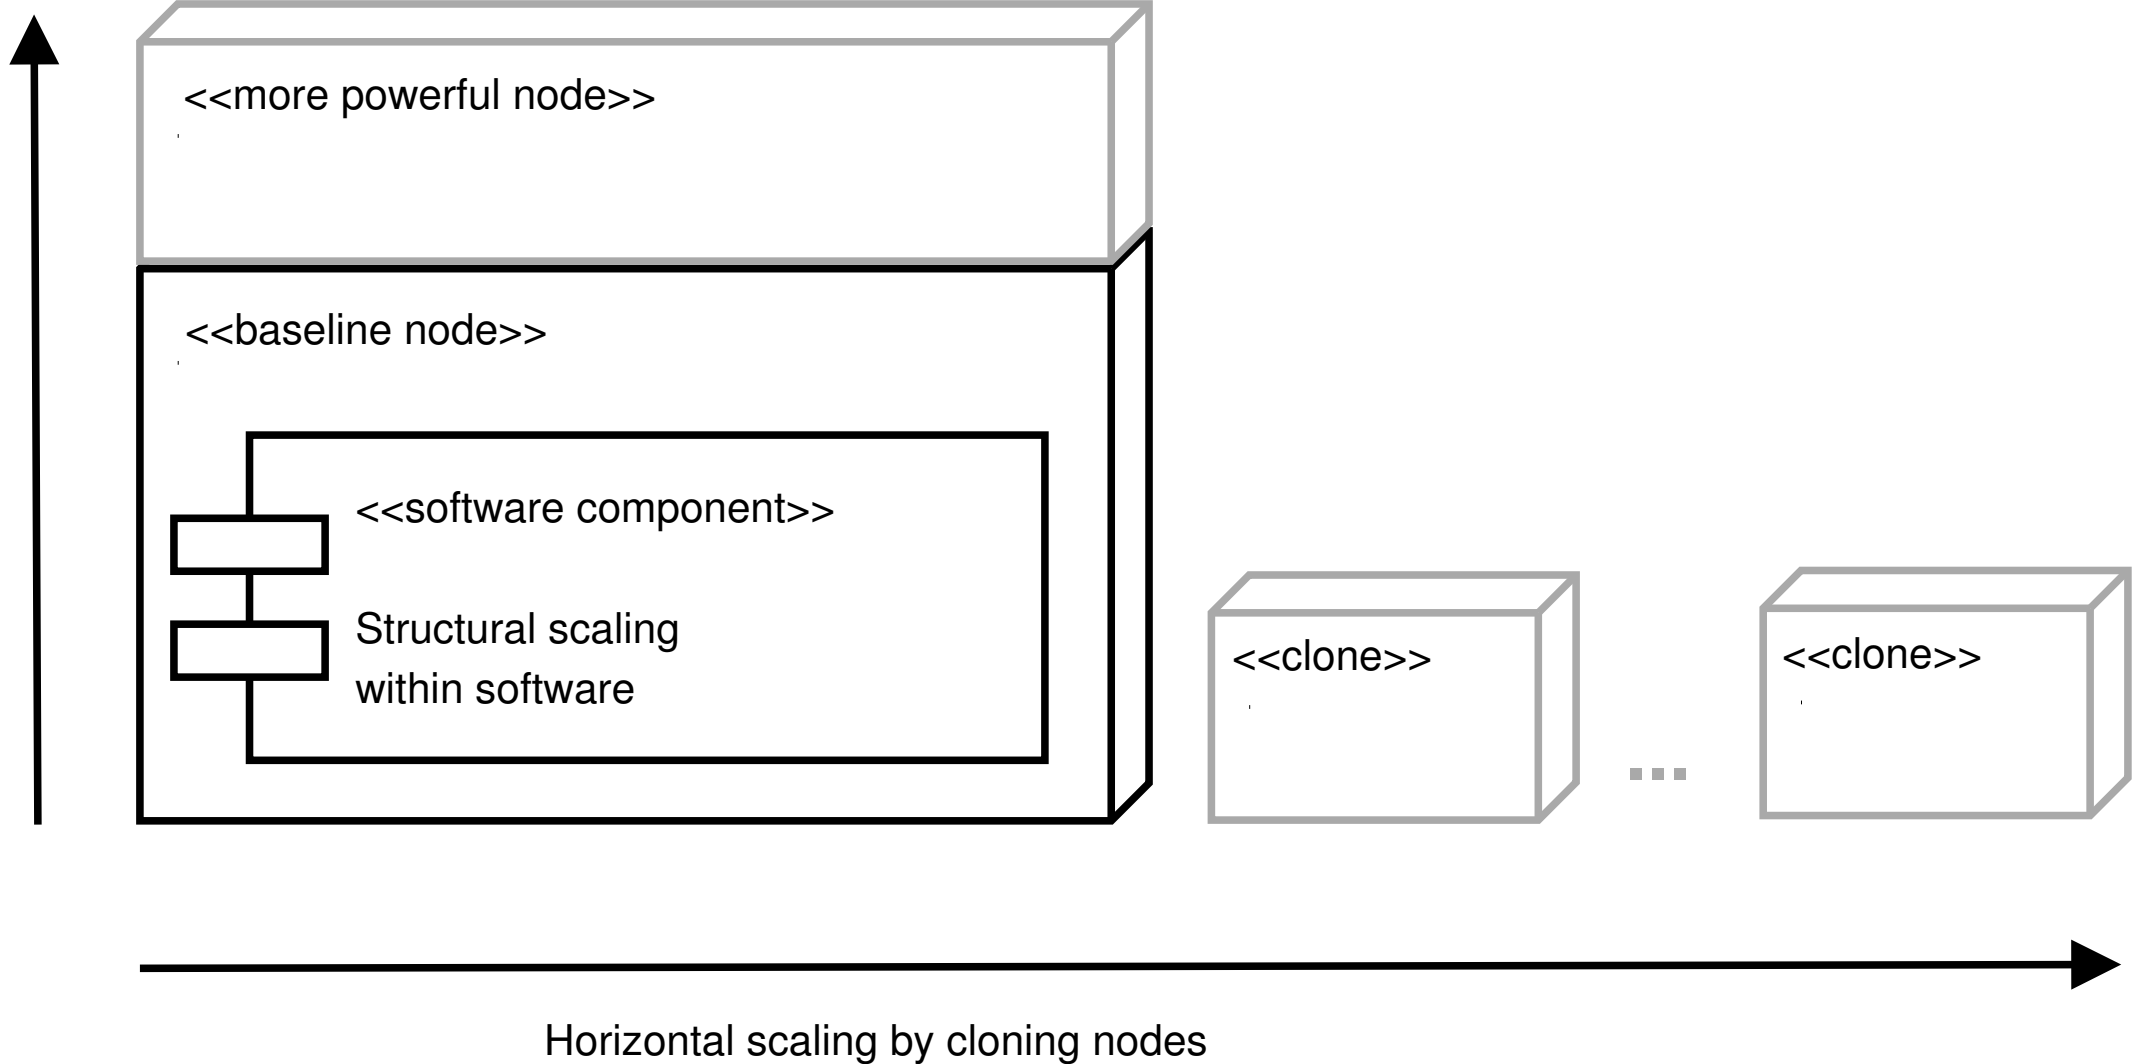 <<more powerful node>>
<<baseline node>>
<<software component>>
Structural scaling
within software
<<clone>>
<<clone>>
Horizontal scaling by cloning nodes